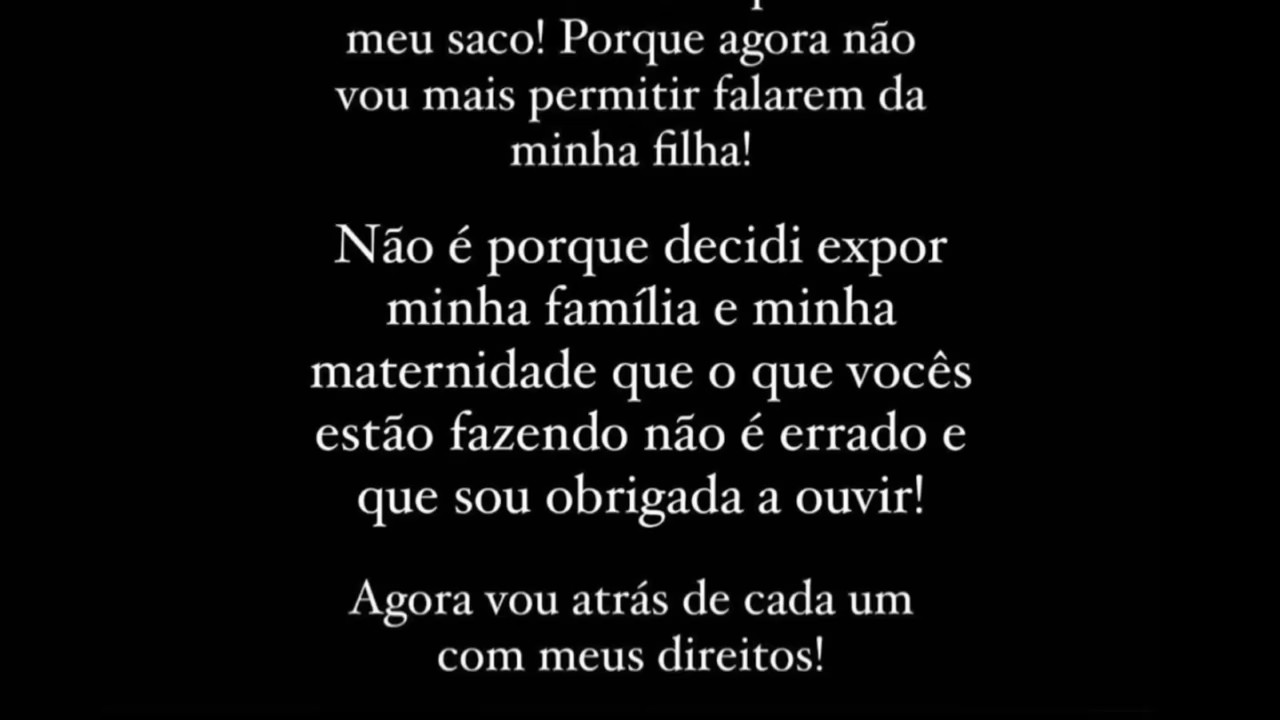 meu saco! Porque agora não
vou mais permitir falarem da
minha filha!
Não é porque decidi expor
minha família e minha
maternidade que o que vocês
estão fazendo não é errado e
que sou obrigada a ouvir!
Agora vou atrás de cada um
com meus direitos!